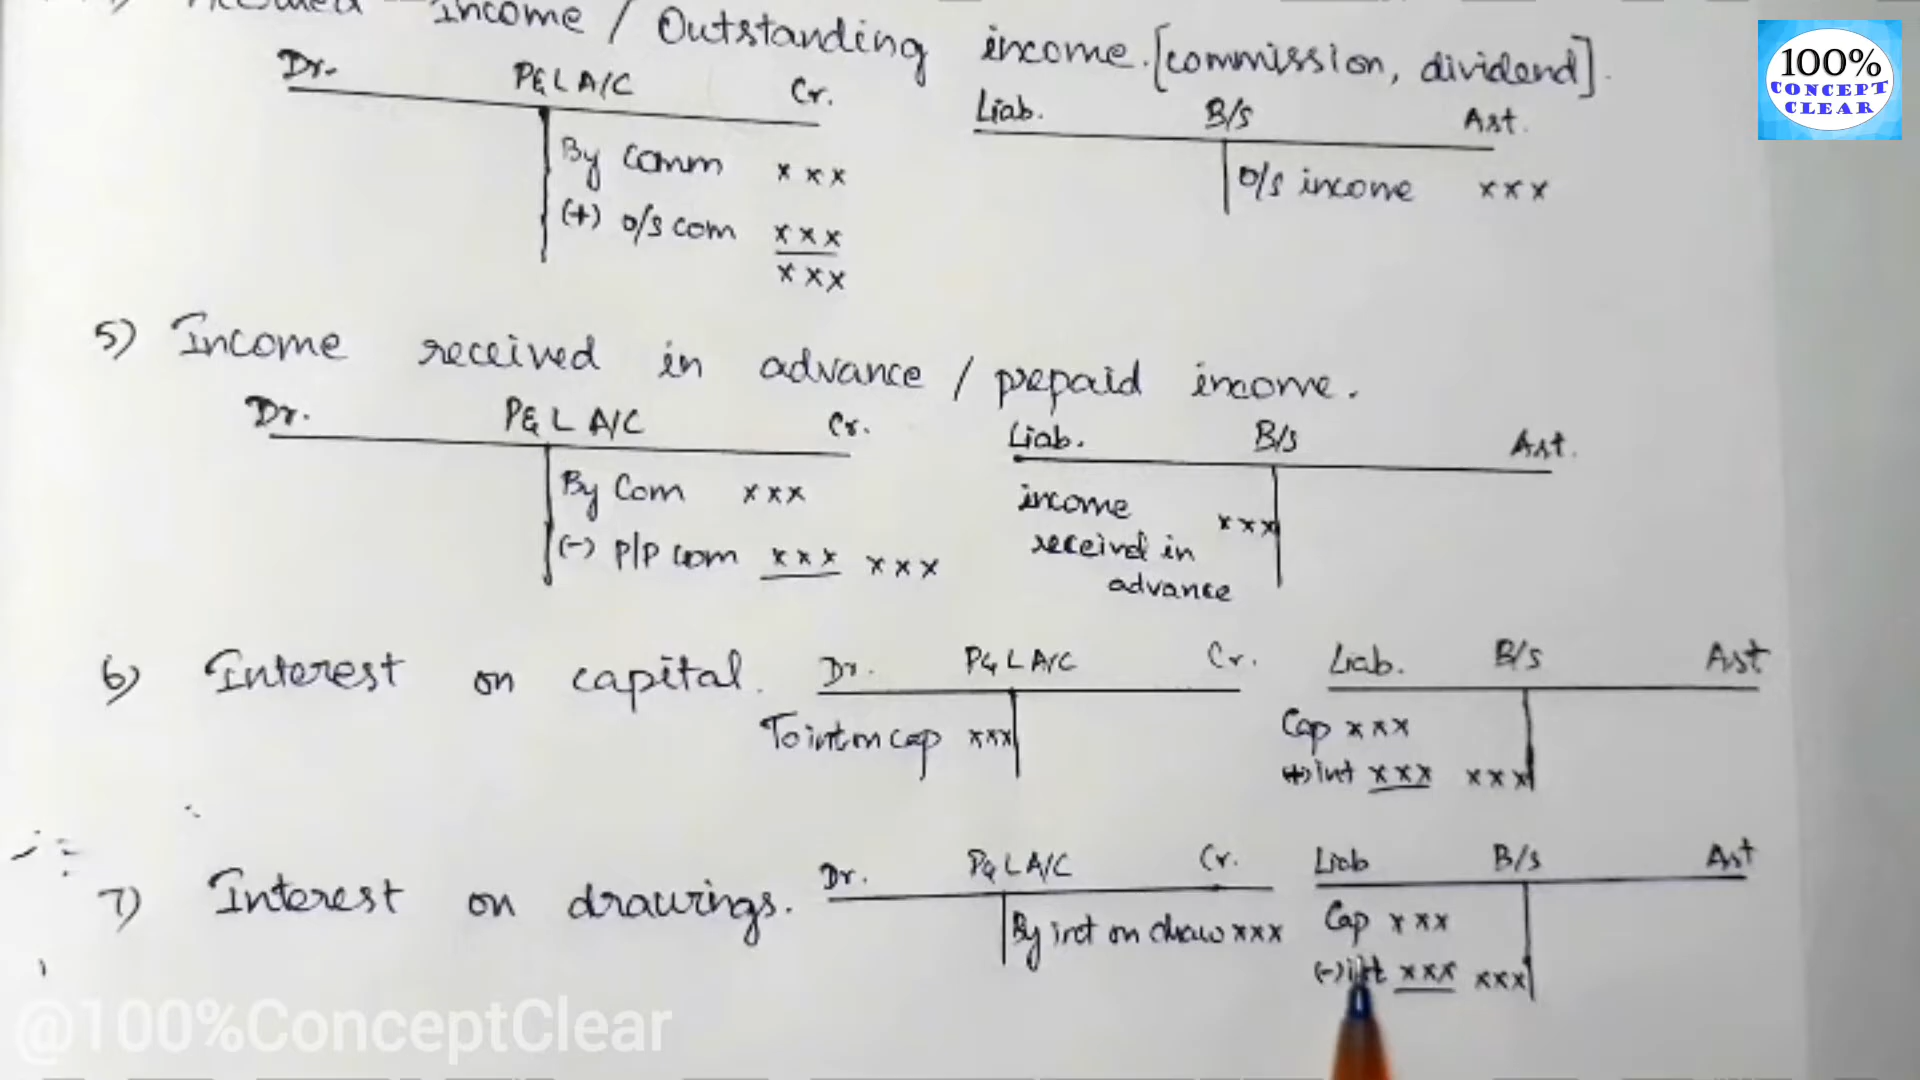 Income / Outstanding income. [commission, dividend].
Dr. P&L A/C Cr.
By Comm xxx
(+) o/s com xxx
xxx
Liab. B/S Ast.
o/s income xxx
5) Income received in advance / prepaid income.
Dr. P&L A/C Cr.
By Com xxx
(-) P/P com xxx xxx
Liab. B/S Ast.
income
received in xxx
advance
6) Interest on capital.
Dr. P&L A/C Cr.
To int on cap xxx
Liab. B/S Ast
Cap xxx
(+) int xxx xxx
7) Interest on drawings.
Dr. P&L A/C Cr.
By int on draw xxx
Liab B/S Ast
Cap xxx
(-) int xxx xxx
100%
CONCEPT
CLEAR
@100%ConceptClear